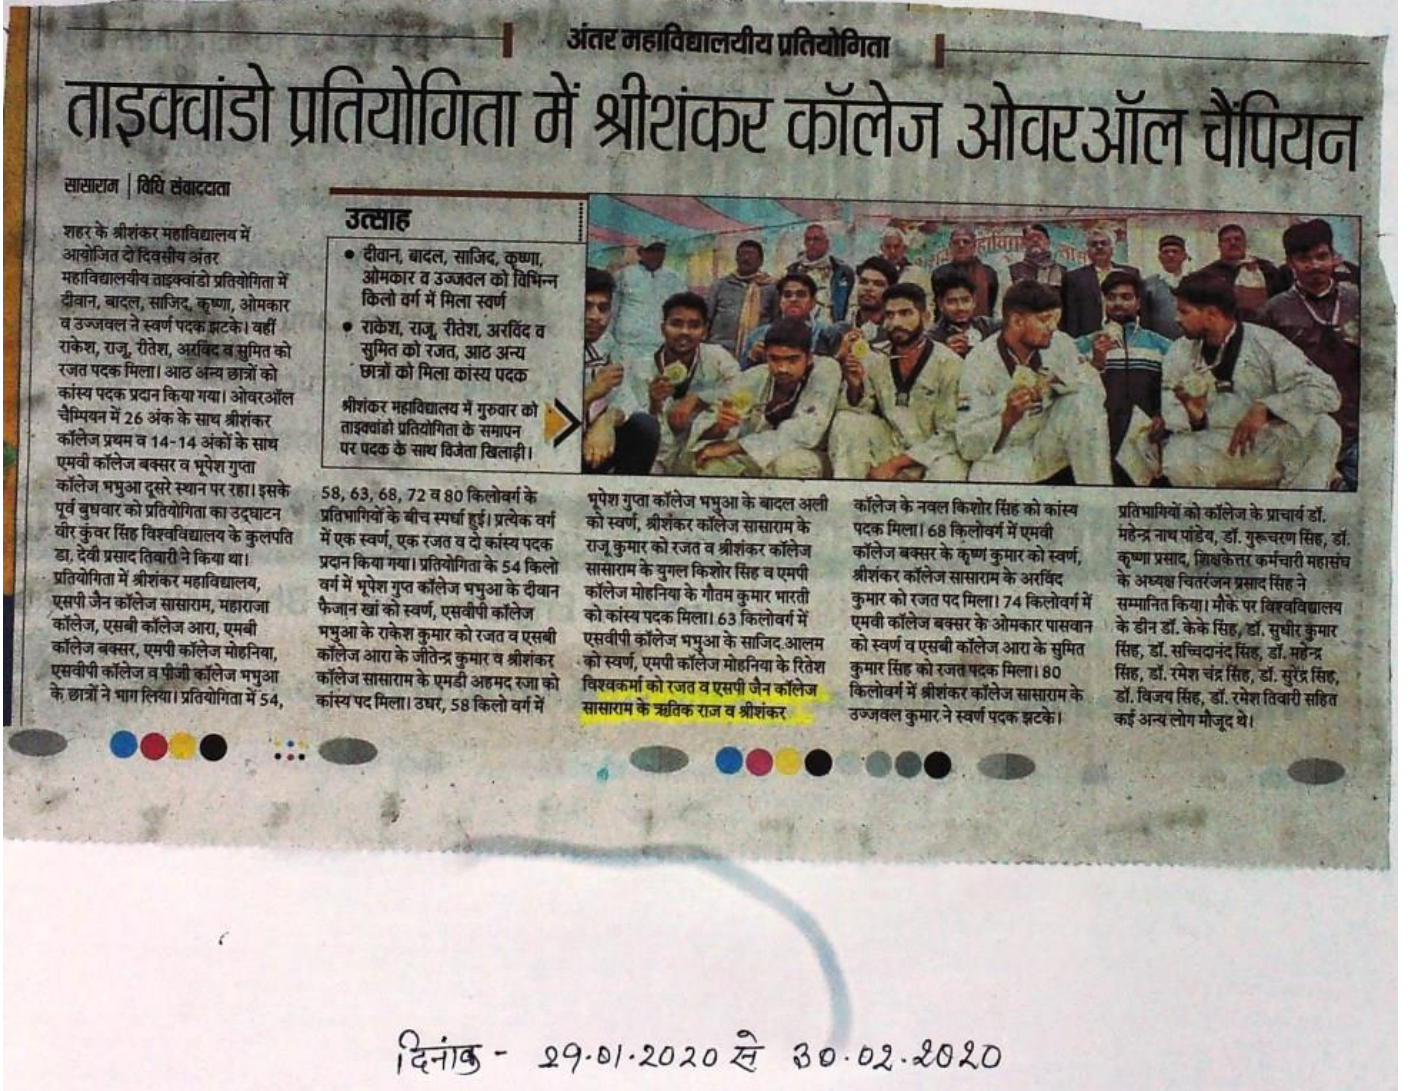 अंतर महाविद्यालयीय प्रतियोगिता
ताइक्वांडो प्रतियोगिता में श्रीशंकर कॉलेज ओवरऑल चैंपियन
सासाराम | विधि संवाददाता
शहर के श्रीशंकर महाविद्यालय में
आयोजित दो दिवसीय अंतर
महाविद्यालयीय ताइक्वांडो प्रतियोगिता में
दीवान, बादल, साजिद, कृष्णा, ओमकार
व उज्जवल ने स्वर्ण पदक झटके। वहीं
राकेश, राजू, रीतेश, अरविंद व सुमित को
रजत पदक मिला। आठ अन्य छात्रों को
कांस्य पदक प्रदान किया गया। ओवरऑल
चैम्पियन में 26 अंक के साथ श्रीशंकर
कॉलेज प्रथम व 14-14 अंकों के साथ
एमवी कॉलेज बक्सर व भूपेश गुप्ता
कॉलेज भभुआ दूसरे स्थान पर रहा। इसके
पूर्व बुधवार को प्रतियोगिता का उद्घाटन
वीर कुंवर सिंह विश्वविद्यालय के कुलपति
डा. देवी प्रसाद तिवारी ने किया था।
प्रतियोगिता में श्रीशंकर महाविद्यालय,
एसपी जैन कॉलेज सासाराम, महाराजा
कॉलेज, एसबी कॉलेज आरा, एमबी
कॉलेज बक्सर, एमपी कॉलेज मोहनिया,
एसवीपी कॉलेज व पीजी कॉलेज भभुआ
के छात्रों ने भाग लिया। प्रतियोगिता में 54,
उत्साह
• दीवान, बादल, साजिद, कृष्णा,
ओमकार व उज्जवल को विभिन्न
किलो वर्ग में मिला स्वर्ण
• राकेश, राजू, रीतेश, अरविंद व
सुमित को रजत, आठ अन्य
छात्रों को मिला कांस्य पदक
श्रीशंकर महाविद्यालय में गुरुवार को
ताइक्वांडो प्रतियोगिता के समापन
पर पदक के साथ विजेता खिलाड़ी।
58, 63, 68, 72 व 80 किलोवर्ग के
प्रतिभागियों के बीच स्पर्धा हुई। प्रत्येक वर्ग
में एक स्वर्ण, एक रजत व दो कांस्य पदक
प्रदान किया गया। प्रतियोगिता के 54 किलो
वर्ग में भूपेश गुप्त कॉलेज भभुआ के दीवान
फैजान खां को स्वर्ण, एसवीपी कॉलेज
भभुआ के राकेश कुमार को रजत व एसबी
कॉलेज आरा के जीतेन्द्र कुमार व श्रीशंकर
कॉलेज सासाराम के एमडी अहमद रजा को
कांस्य पद मिला। उधर, 58 किलो वर्ग में
भूपेश गुप्ता कॉलेज भभुआ के बादल अली
को स्वर्ण, श्रीशंकर कॉलेज सासाराम के
राजू कुमार को रजत व श्रीशंकर कॉलेज
सासाराम के युगल किशोर सिंह व एमपी
कॉलेज मोहनिया के गौतम कुमार भारती
को कांस्य पदक मिला। 63 किलोवर्ग में
एसवीपी कॉलेज भभुआ के साजिद आलम
को स्वर्ण, एमपी कॉलेज मोहनिया के रितेश
विश्वकर्मा को रजत व एसपी जैन कॉलेज
सासाराम के ऋतिक राज व श्रीशंकर
कॉलेज के नवल किशोर सिंह को कांस्य
पदक मिला। 68 किलोवर्ग में एमवी
कॉलेज बक्सर के कृष्ण कुमार को स्वर्ण,
श्रीशंकर कॉलेज सासाराम के अरविंद
कुमार को रजत पद मिला। 74 किलोवर्ग में
एमवी कॉलेज बक्सर के ओमकार पासवान
को स्वर्ण व एसबी कॉलेज आरा के सुमित
कुमार सिंह को रजत पदक मिला। 80
किलोवर्ग में श्रीशंकर कॉलेज सासाराम के
उज्जवल कुमार ने स्वर्ण पदक झटके।
प्रतिभागियों को कॉलेज के प्राचार्य डॉ.
महेन्द्र नाथ पांडेय, डॉ. गुरूचरण सिंह, डॉ.
कृष्णा प्रसाद, शिक्षकेत्तर कर्मचारी महासंघ
के अध्यक्ष चितरंजन प्रसाद सिंह ने
सम्मानित किया। मौके पर विश्वविद्यालय
के डीन डॉ. केके सिंह, डॉ. सुधीर कुमार
सिंह, डॉ. सच्चिदानंद सिंह, डॉ. महेन्द्र
सिंह, डॉ. रमेश चंद्र सिंह, डॉ. सुरेंद्र सिंह,
डॉ. विजय सिंह, डॉ. रमेश तिवारी सहित
कई अन्य लोग मौजूद थे।
दिनांक - 29.01.2020 से 30.02.2020